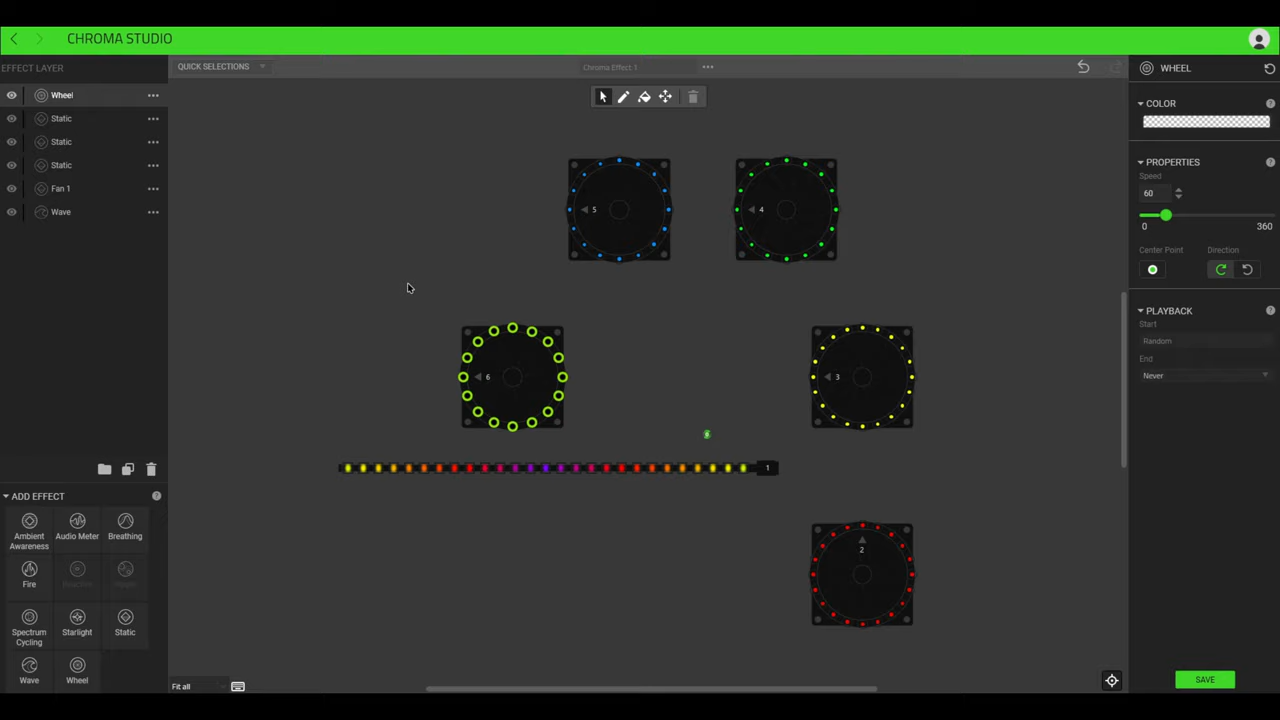 CHROMA STUDIO
EFFECT LAYER
QUICK SELECTIONS
Chroma Effect 1
WHEEL
Wheel
Static
Static
Static
Fan 1
Wave
COLOR
PROPERTIES
Speed
60
0 360
Center Point Direction
PLAYBACK
Start
Random
End
Never
5
4
6
3
1
2
ADD EFFECT
Ambient Awareness
Audio Meter
Breathing
Fire
Reactive
Ripple
Spectrum Cycling
Starlight
Static
Wave
Wheel
Fit all
SAVE